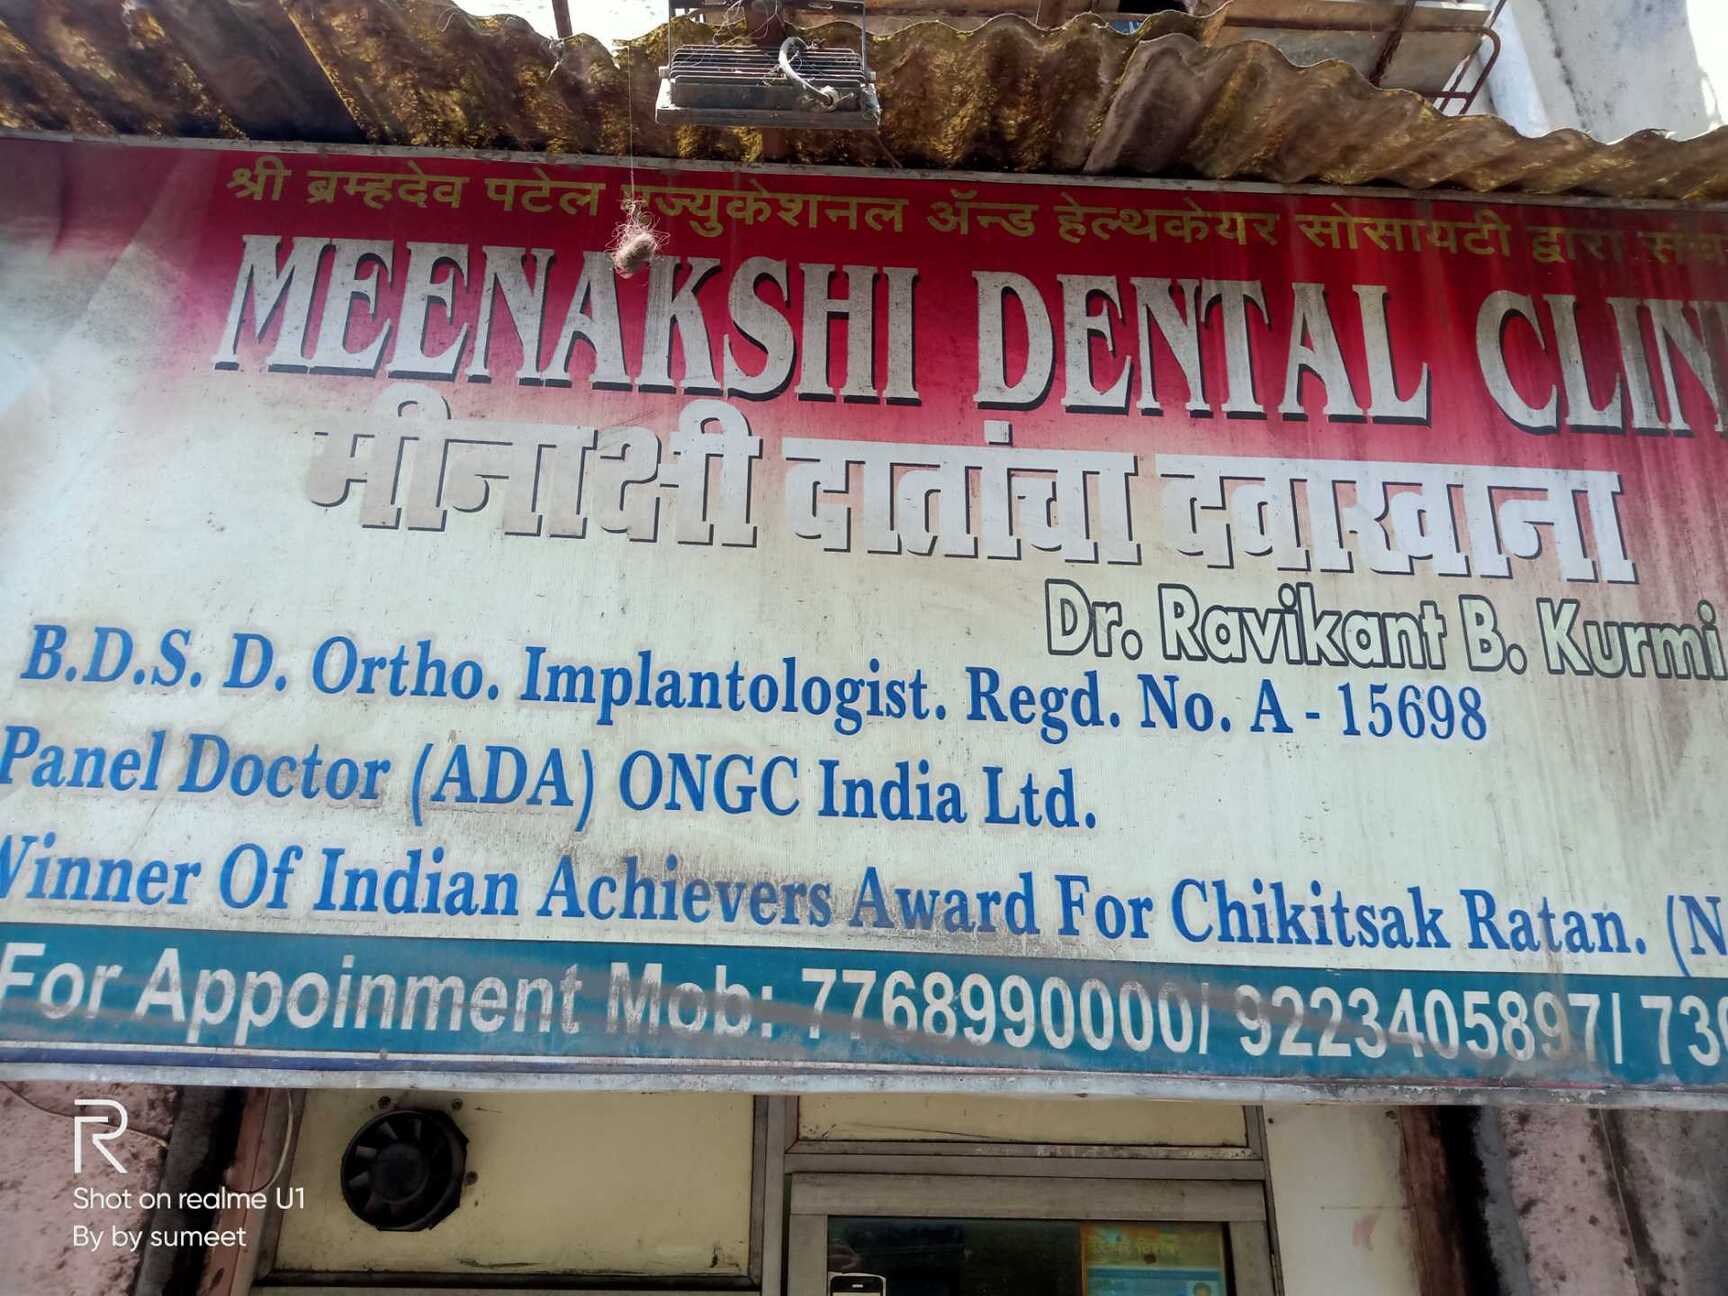 श्री ब्रम्हदेव पटेल एज्युकेशनल ॲन्ड हेल्थकेयर सोसायटी द्वारा
MEENAKSHI DENTAL CLIN
मीनाक्षी दातांचा दवाखाना
Dr. Ravikant B. Kurmi
B.D.S. D. Ortho. Implantologist. Regd. No. A - 15698
Panel Doctor (ADA) ONGC India Ltd.
Winner Of Indian Achievers Award For Chikitsak Ratan. (N
For Appoinment Mob: 7768990000/ 9223405897/ 730
R
Shot on realme U1
By by sumeet